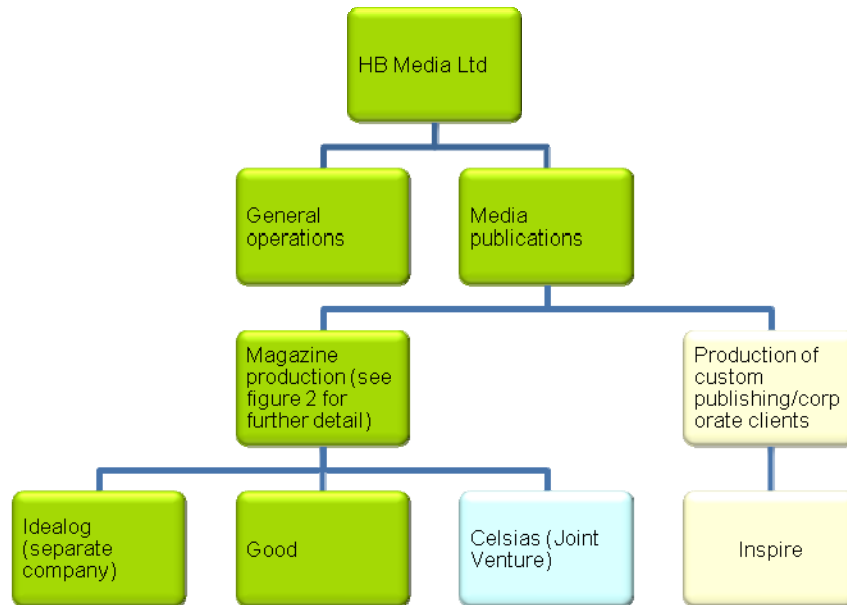 HB Media Ltd
General
operations
Media
publications
Magazine
production (see
figure 2 for
further detail)
Production of
custom
publishing/corp
orate clients
Idealog
(separate
company)
Good
Celsias (Joint
Venture)
Inspire